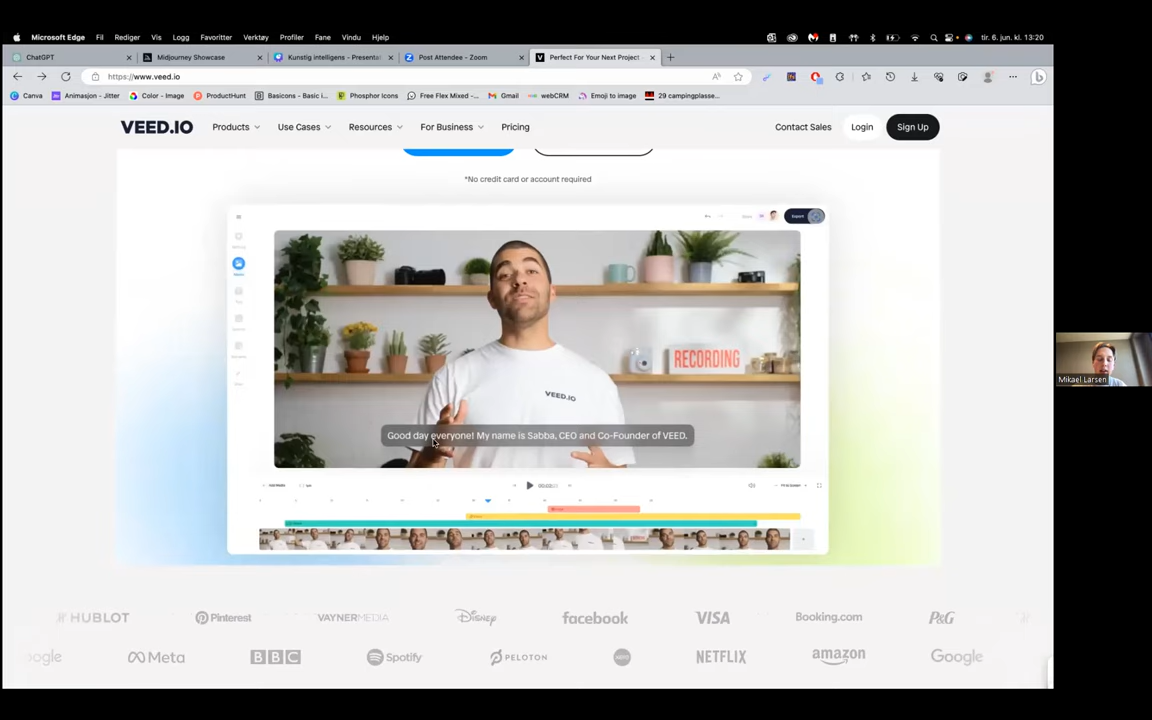 Microsoft Edge Fil Rediger Vis Logg Favoritter Verktøy Profiler Fane Vindu Hjelp tir. 6. jun. kl. 13:20
ChatGPT Midjourney Showcase Kunstig intelligens - Presenta Post Attendee - Zoom Perfect For Your Next Project
https://www.veed.io
Canva Animasjon - Jitter Color - Image ProductHunt Basicons - Basic i... Phosphor Icons Free Flex Mixed -... Gmail webCRM Emoji to image 29 campingplasse...
VEED.IO Products Use Cases Resources For Business Pricing Contact Sales Login Sign Up
*No credit card or account required
Export
RECORDING
VEED.IO
Good day everyone! My name is Sabba, CEO and Co-Founder of VEED.
Mikael Larsen
HUBLOT Pinterest VAYNERMEDIA Disney facebook VISA Booking.com P&G
oogle Meta BBC Spotify PELOTON NETFLIX amazon Google